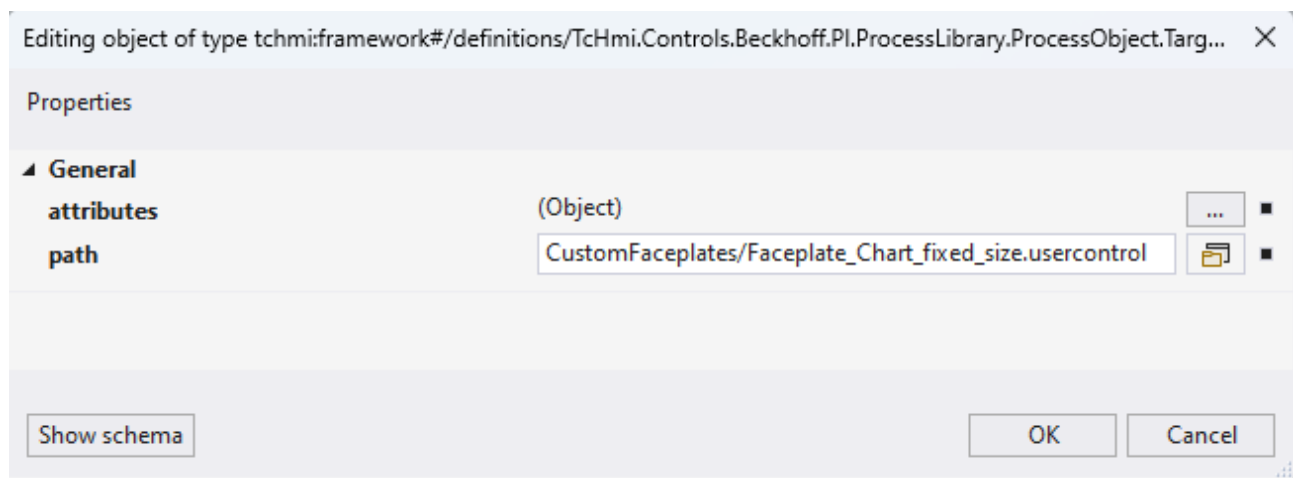 Editing object of type tchmi:framework#/definitions/TcHmi.Controls.Beckhoff.PI.ProcessLibrary.ProcessObject.Targ...
Properties
General
attributes (Object) ...
path CustomFaceplates/Faceplate_Chart_fixed_size.usercontrol
Show schema OK Cancel